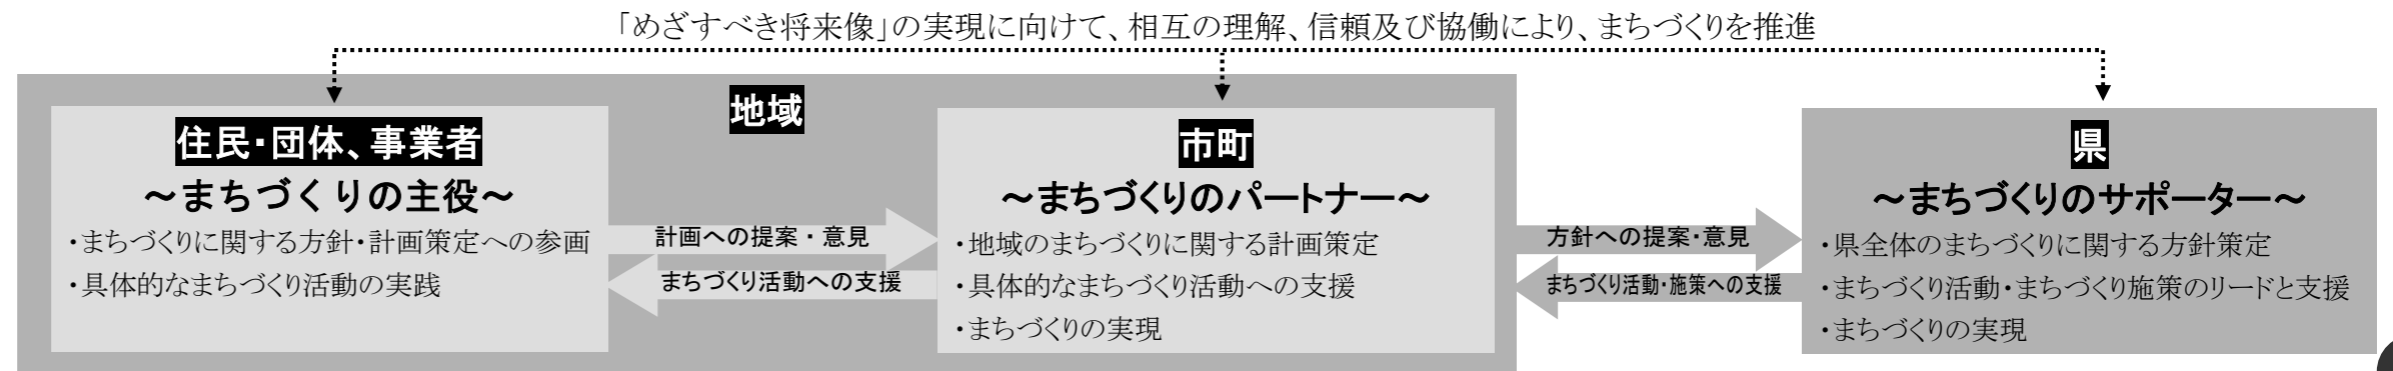 「めざすべき将来像」の実現に向けて、相互の理解、信頼及び協働により、まちづくりを推進
地域
住民・団体、事業者
～まちづくりの主役～
・まちづくりに関する方針・計画策定への参画
・具体的なまちづくり活動の実践
計画への提案・意見
まちづくり活動への支援
市町
～まちづくりのパートナー～
・地域のまちづくりに関する計画策定
・具体的なまちづくり活動への支援
・まちづくりの実現
方針への提案・意見
まちづくり活動・施策への支援
県
～まちづくりのサポーター～
・県全体のまちづくりに関する方針策定
・まちづくり活動・まちづくり施策のリードと支援
・まちづくりの実現